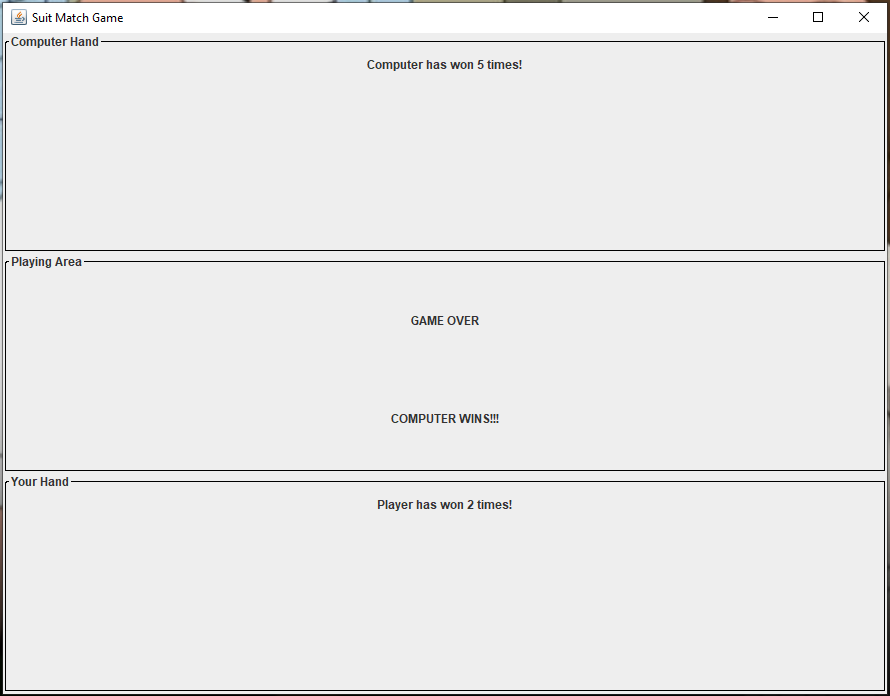 Suit Match Game
Computer Hand
Computer has won 5 times!
Playing Area
GAME OVER
COMPUTER WINS!!!
Your Hand
Player has won 2 times!